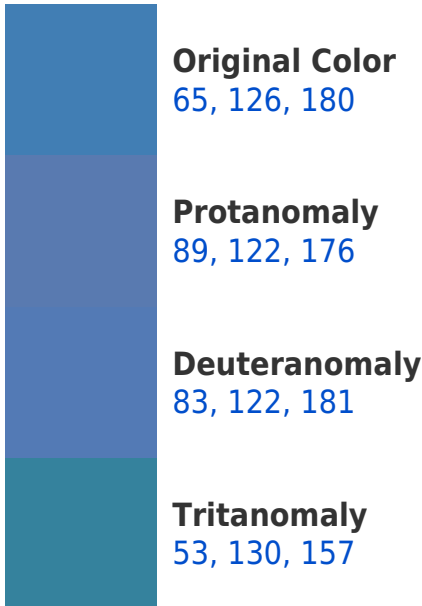 Original Color
65, 126, 180
Protanomaly
89, 122, 176
Deuteranomaly
83, 122, 181
Tritanomaly
53, 130, 157